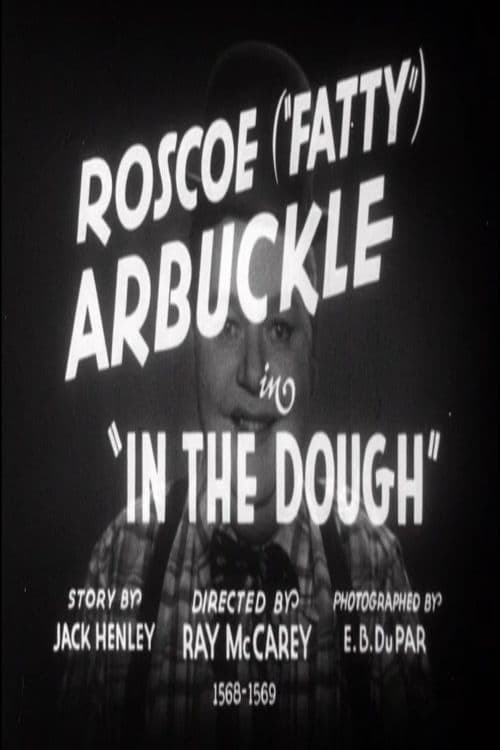 ROSCOE ("FATTY")
ARBUCKLE
in
"IN THE DOUGH"
STORY BY
JACK HENLEY
DIRECTED BY
RAY McCAREY
PHOTOGRAPHED BY
E.B. DuPAR
1568-1569